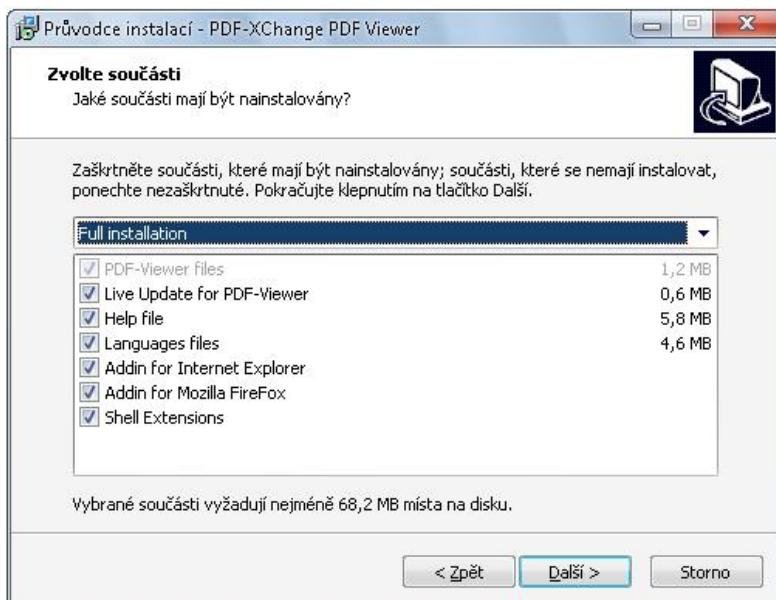 Průvodce instalací - PDF-XChange PDF Viewer
Zvolte součásti
Jaké součásti mají být nainstalovány?
Zaškrtněte součásti, které mají být nainstalovány; součásti, které se nemají instalovat,
ponechte nezaškrtnuté. Pokračujte klepnutím na tlačítko Další.
Full installation
PDF-Viewer files 1,2 MB
Live Update for PDF-Viewer 0,6 MB
Help file 5,8 MB
Languages files 4,6 MB
Addin for Internet Explorer
Addin for Mozilla FireFox
Shell Extensions
Vybrané součásti vyžadují nejméně 68,2 MB místa na disku.
< Zpět Další > Storno